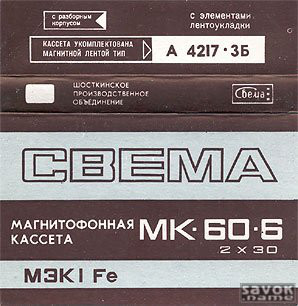 с разборным
корпусом
с элементами
лентоукладки
КАССЕТА УКОМПЛЕКТОВАНА
МАГНИТНОЙ ЛЕНТОЙ ТИП
А 4217·3Б
ШОСТКИНСКОЕ
ПРОИЗВОДСТВЕННОЕ
ОБЪЕДИНЕНИЕ
Свема
СВЕМА
МАГНИТОФОННАЯ
КАССЕТА
МК·60·5
2×30
МЭК I Fe
savok
name